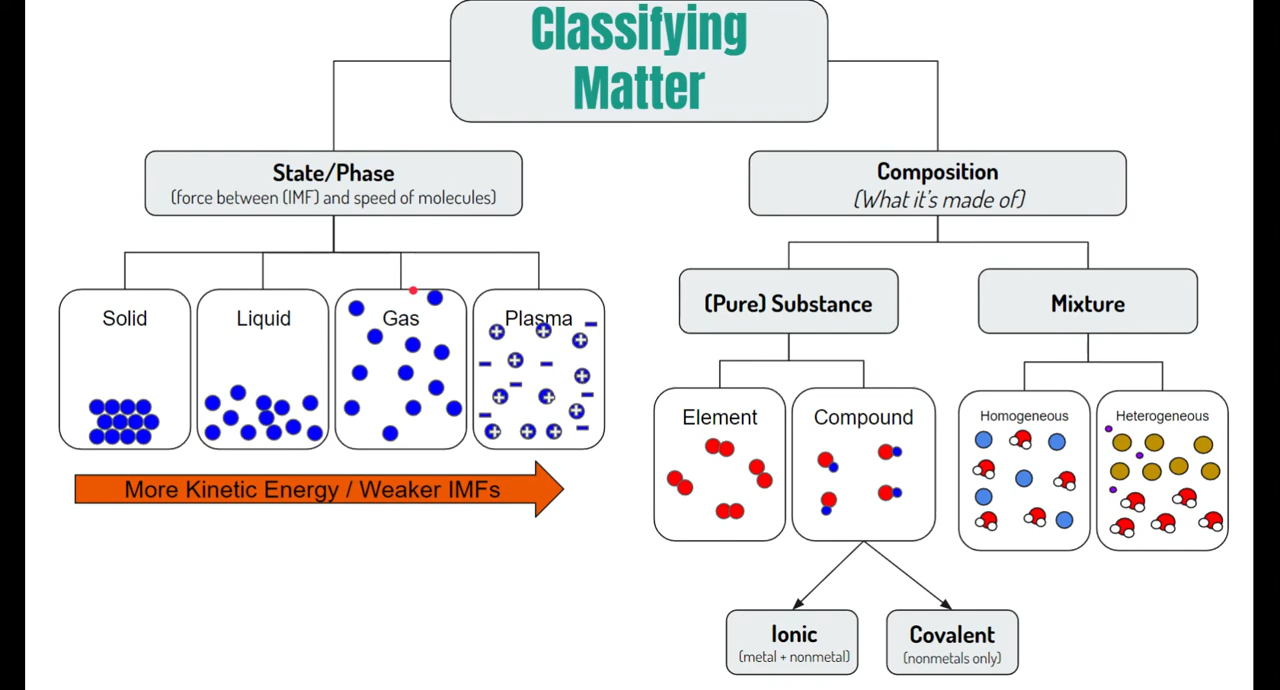 Classifying
Matter
State/Phase
(force between (IMF) and speed of molecules)
Composition
(What it's made of)
(Pure) Substance
Mixture
Solid
Liquid
Gas
Plasma
Element
Compound
Homogeneous
Heterogeneous
More Kinetic Energy / Weaker IMFs
Ionic
(metal + nonmetal)
Covalent
(nonmetals only)